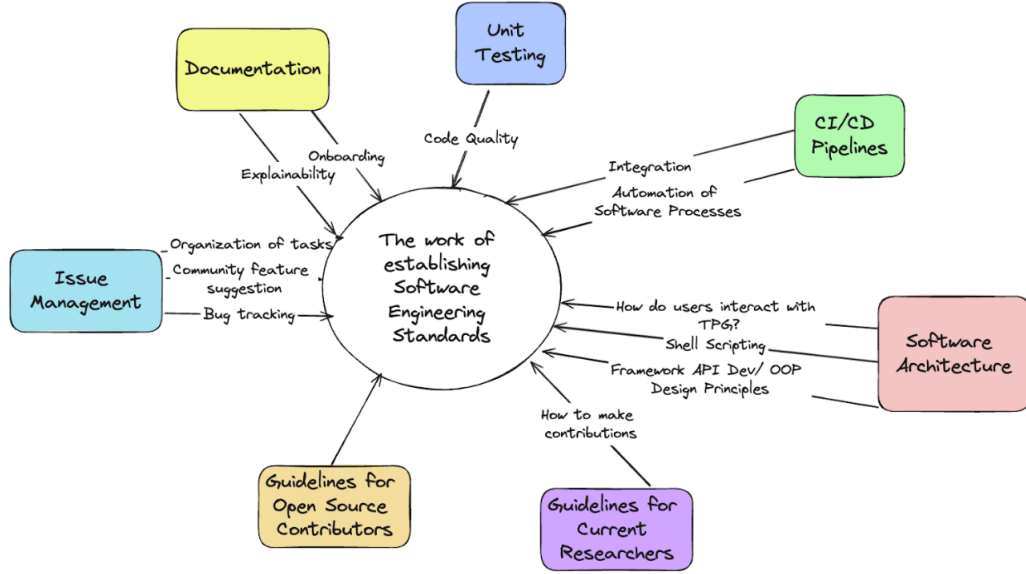 Unit
Testing
Documentation
CI/CD
Pipelines
Code Quality
Onboarding
Explainability
Integration
Automation of
Software Processes
The work of
establishing
Software
Engineering
Standards
Organization of tasks
Community feature
suggestion
Bug tracking
Issue
Management
How do users interact with
TPG?
Shell Scripting
Framework API Dev/ OOP
Design Principles
Software
Architecture
How to make
contributions
Guidelines for
Open Source
Contributors
Guidelines for
Current
Researchers